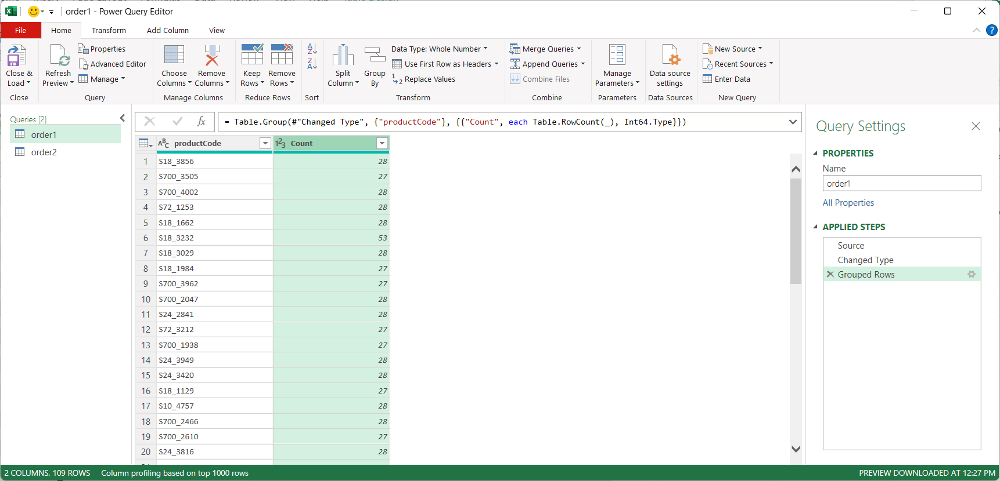 order1 - Power Query Editor
File Home Transform Add Column View
Close & Load
Close
Refresh Preview
Properties
Advanced Editor
Manage
Query
Choose Columns
Remove Columns
Manage Columns
Keep Rows
Remove Rows
Reduce Rows
Sort
Split Column
Group By
Data Type: Whole Number
Use First Row as Headers
Replace Values
Transform
Merge Queries
Append Queries
Combine Files
Combine
Manage Parameters
Parameters
Data source settings
Data Sources
New Source
Recent Sources
Enter Data
New Query
Queries [2]
order1
order2
fx = Table.Group(#"Changed Type", {"productCode"}, {{"Count", each Table.RowCount(_), Int64.Type}})
ABC productCode 123 Count
1 S18_3856 28
2 S700_3505 27
3 S700_4002 28
4 S72_1253 28
5 S18_1662 28
6 S18_3232 53
7 S18_3029 28
8 S18_1984 27
9 S700_3962 27
10 S700_2047 28
11 S24_2841 28
12 S72_3212 27
13 S700_1938 27
14 S24_3949 28
15 S24_3420 28
16 S18_1129 27
17 S10_4757 28
18 S700_2466 28
19 S700_2610 27
20 S24_3816 28
Query Settings
PROPERTIES
Name
order1
All Properties
APPLIED STEPS
Source
Changed Type
Grouped Rows
2 COLUMNS, 109 ROWS Column profiling based on top 1000 rows
PREVIEW DOWNLOADED AT 12:27 PM